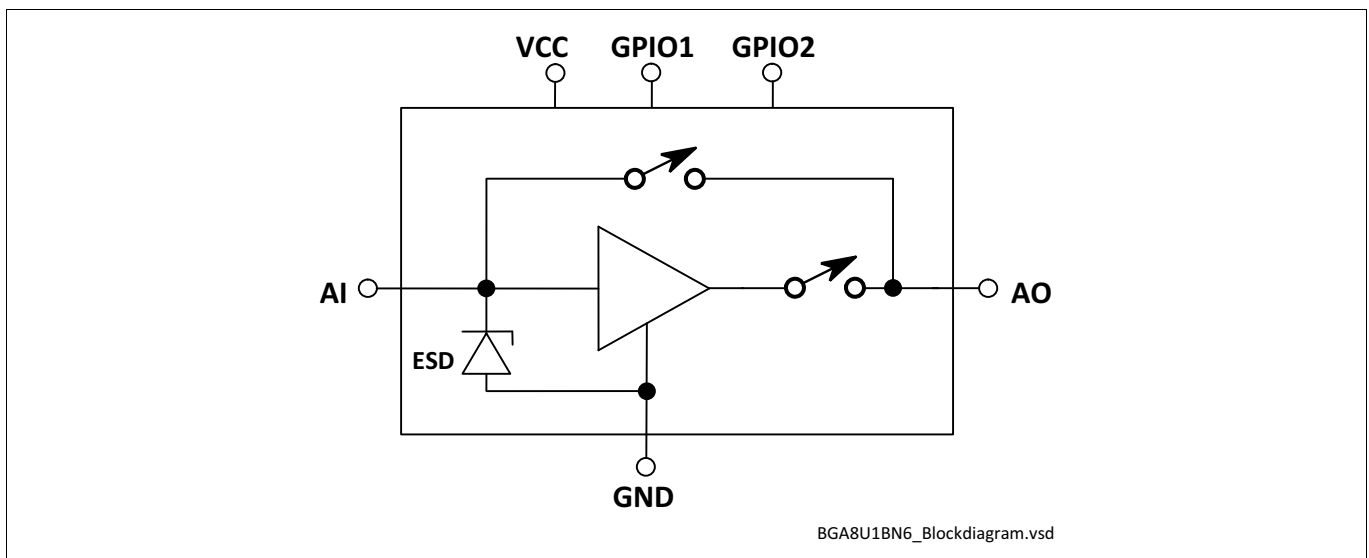 VCC GPIO1 GPIO2
AI
AO
ESD
GND
BGA8U1BN6_Blockdiagram.vsd